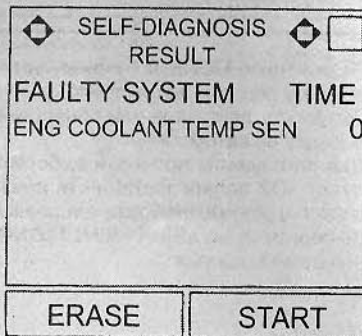 SELF-DIAGNOSIS
RESULT
FAULTY SYSTEM TIME
ENG COOLANT TEMP SEN 0
ERASE START